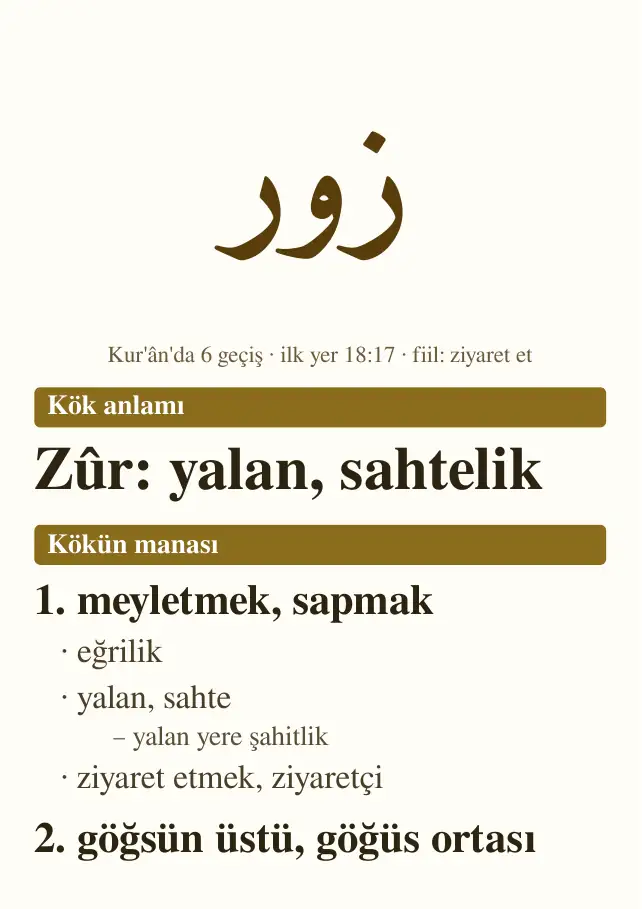 زور
Kur'ân'da 6 geçiş · ilk yer 18:17 · fiil: ziyaret et
Kök anlamı
Zûr: yalan, sahtelik
Kökün manası
1. meyletmek, sapmak
· eğrilik
· yalan, sahte
– yalan yere şahitlik
· ziyaret etmek, ziyaretçi
2. göğsün üstü, göğüs ortası